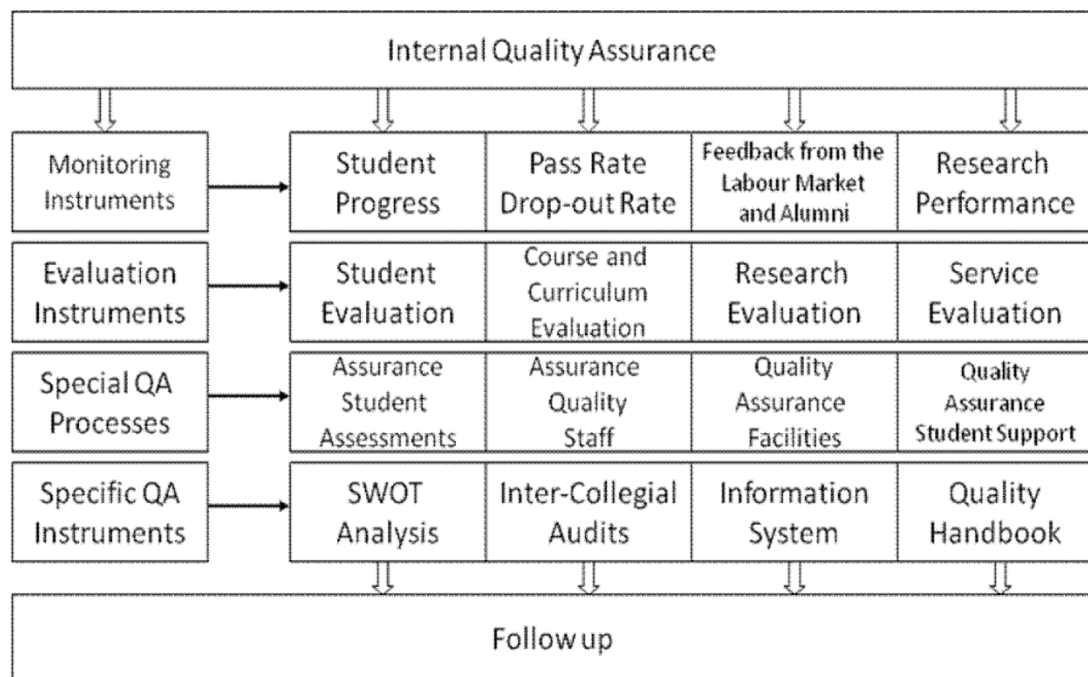 Internal Quality Assurance
Monitoring
Instruments
Student
Progress
Pass Rate
Drop-out Rate
Feedback from the
Labour Market
and Alumni
Research
Performance
Evaluation
Instruments
Student
Evaluation
Course and
Curriculum
Evaluation
Research
Evaluation
Service
Evaluation
Special QA
Processes
Assurance
Student
Assessments
Assurance
Quality
Staff
Quality
Assurance
Facilities
Quality
Assurance
Student Support
Specific QA
Instruments
SWOT
Analysis
Inter-Collegial
Audits
Information
System
Quality
Handbook
Follow up